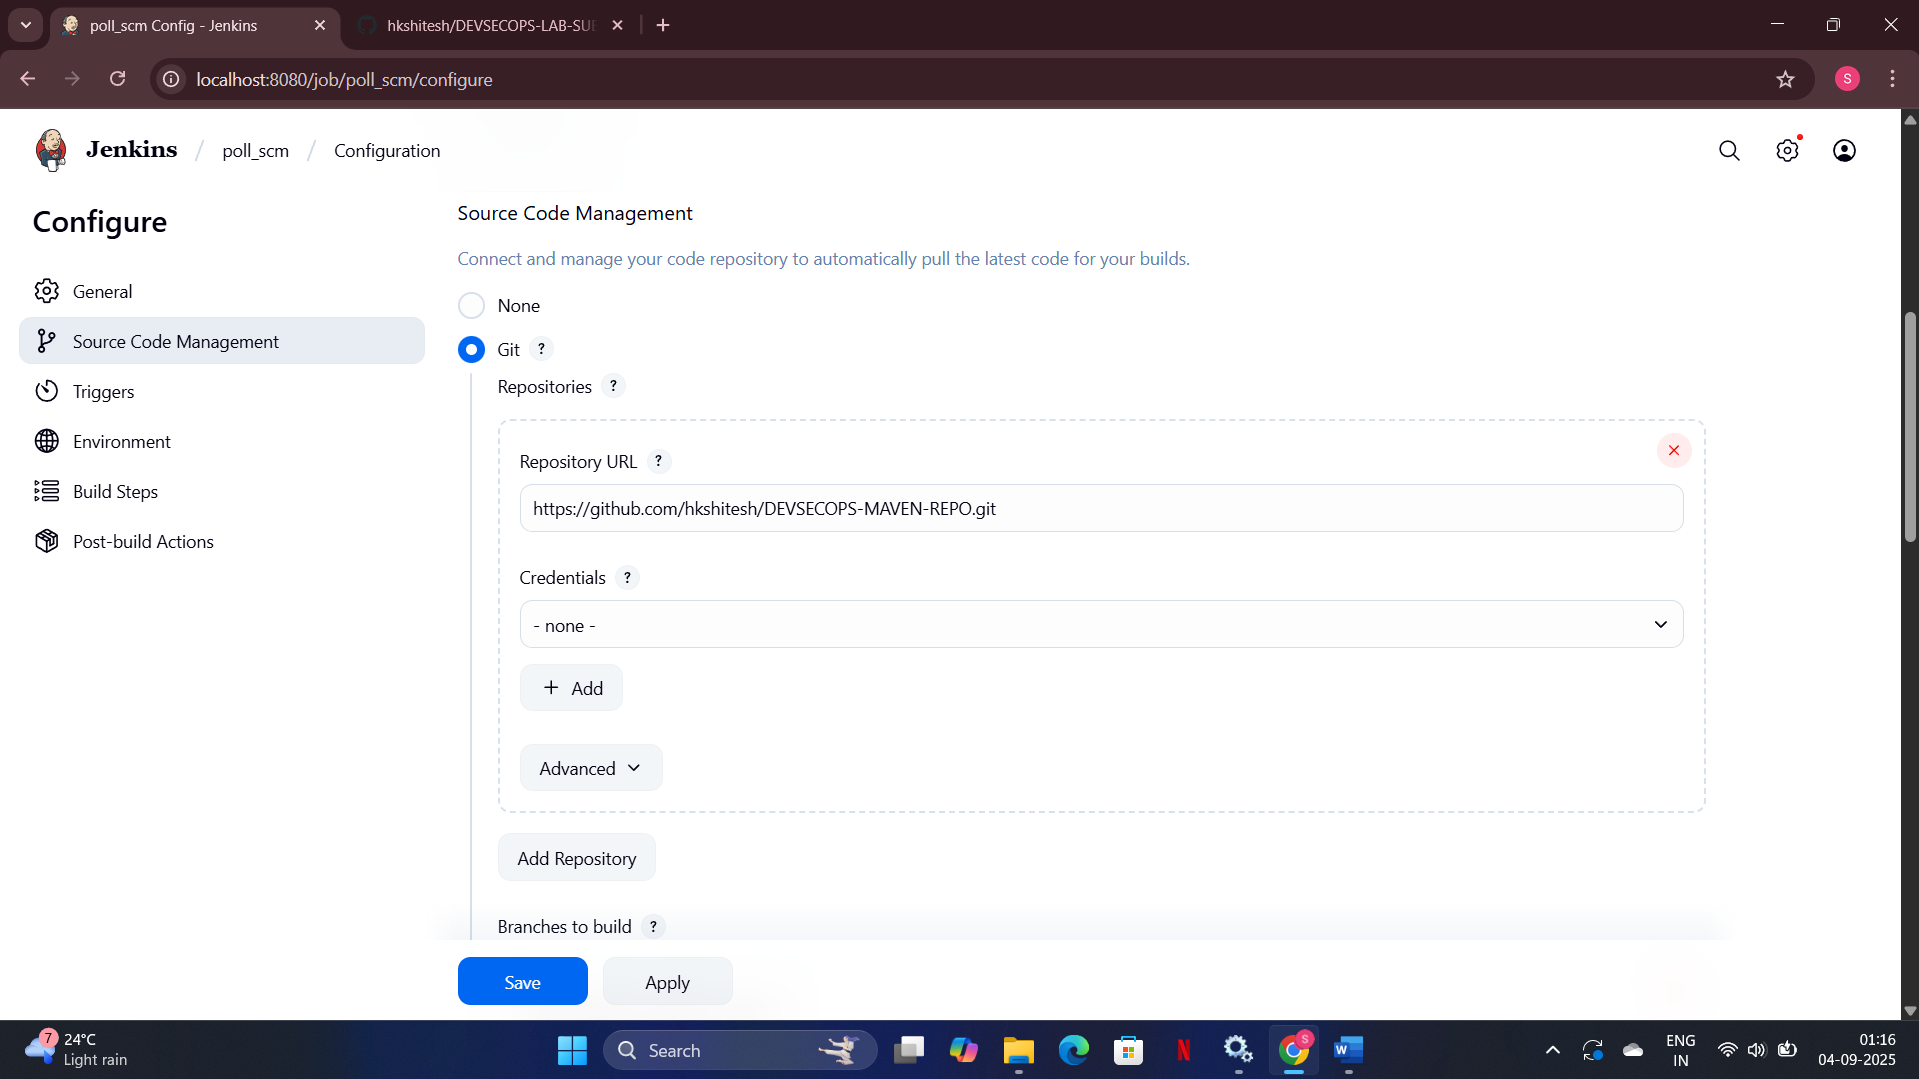 poll_scm Config - Jenkins
hkshitesh/DEVSECOPS-LAB-SU
localhost:8080/job/poll_scm/configure
S
Jenkins / poll_scm / Configuration
Configure
General
Source Code Management
Triggers
Environment
Build Steps
Post-build Actions
Source Code Management
Connect and manage your code repository to automatically pull the latest code for your builds.
None
Git ?
Repositories ?
Repository URL ?
https://github.com/hkshitesh/DEVSECOPS-MAVEN-REPO.git
Credentials ?
- none -
+ Add
Advanced
Add Repository
Branches to build ?
Save
Apply
7
24°C
Light rain
Search
N
S
W
ENG
IN
01:16
04-09-2025